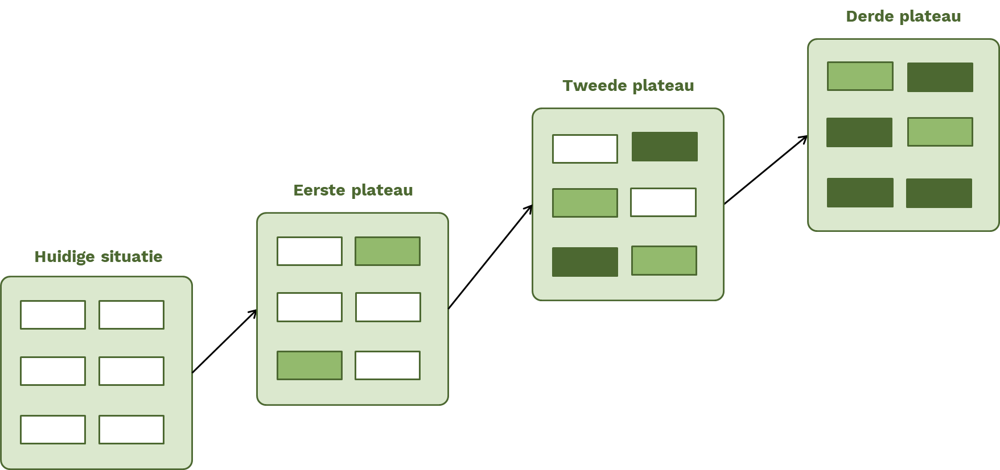 Huidige situatie
Eerste plateau
Tweede plateau
Derde plateau